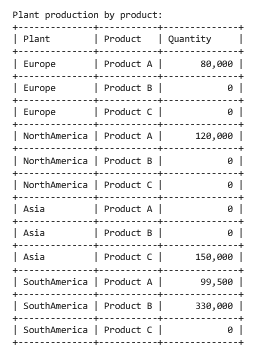 Plant production by product:
+--------------+-----------+------------+
| Plant | Product | Quantity |
+--------------+-----------+------------+
| Europe | Product A | 80,000 |
+--------------+-----------+------------+
| Europe | Product B | 0 |
+--------------+-----------+------------+
| Europe | Product C | 0 |
+--------------+-----------+------------+
| NorthAmerica | Product A | 120,000 |
+--------------+-----------+------------+
| NorthAmerica | Product B | 0 |
+--------------+-----------+------------+
| NorthAmerica | Product C | 0 |
+--------------+-----------+------------+
| Asia | Product A | 0 |
+--------------+-----------+------------+
| Asia | Product B | 0 |
+--------------+-----------+------------+
| Asia | Product C | 150,000 |
+--------------+-----------+------------+
| SouthAmerica | Product A | 99,500 |
+--------------+-----------+------------+
| SouthAmerica | Product B | 330,000 |
+--------------+-----------+------------+
| SouthAmerica | Product C | 0 |
+--------------+-----------+------------+